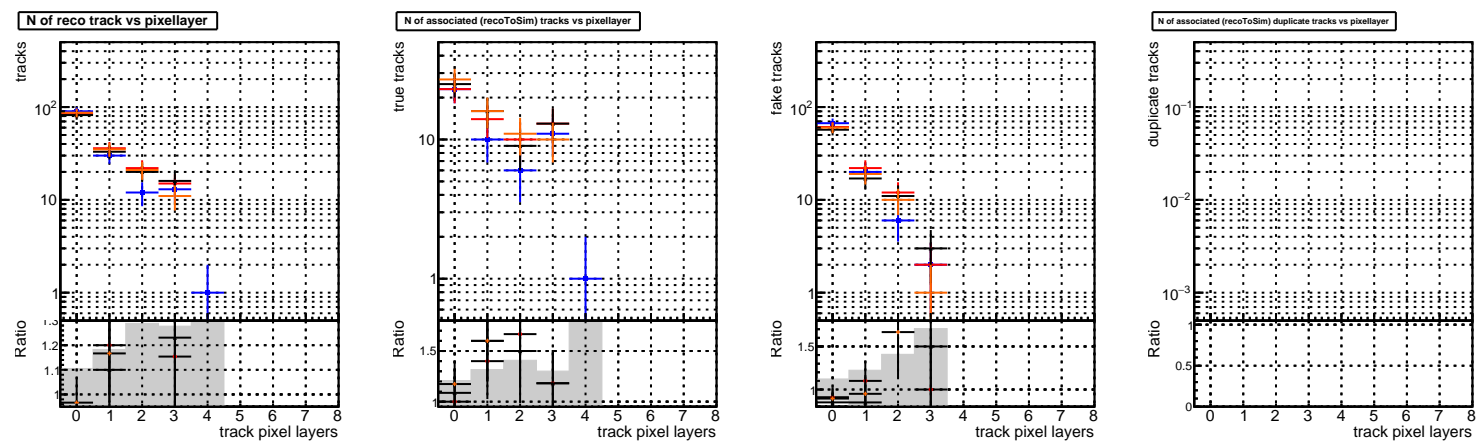 N of reco track vs pixellayer
tracks
10²
10
1
Ratio
1.3
1.2
1.1
1
0 1 2 3 4 5 6 7 8
track pixel layers
N of associated (recoToSim) tracks vs pixellayer
true tracks
10
1
Ratio
1.5
1
0 1 2 3 4 5 6 7 8
track pixel layers
fake tracks
10²
10
1
Ratio
1.5
1
0 1 2 3 4 5 6 7 8
track pixel layers
N of associated (recoToSim) duplicate tracks vs pixellayer
duplicate tracks
10⁻¹
10⁻²
10⁻³
Ratio
1
0.5
0
0 1 2 3 4 5 6 7 8
track pixel layers